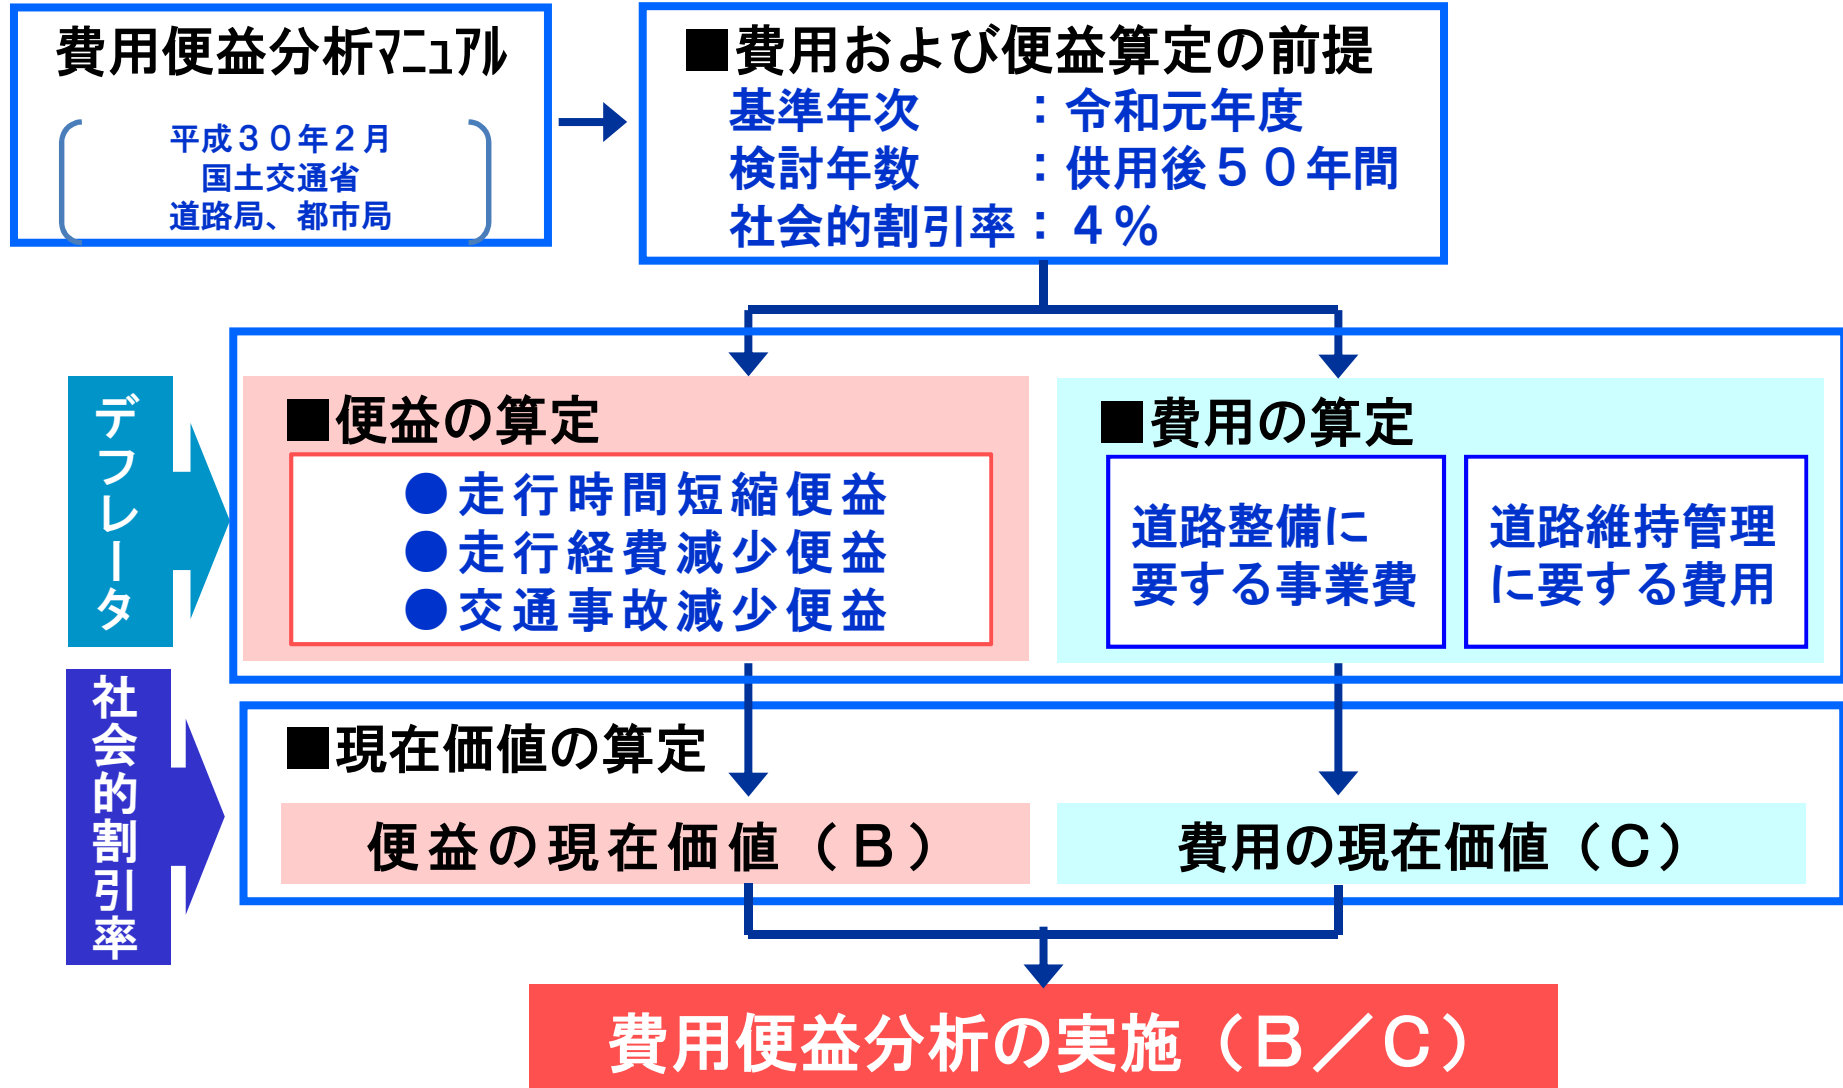 費用便益分析ﾏﾆｭｱﾙ
平成３０年２月
国土交通省
道路局、都市局
■費用および便益算定の前提
基準年次　　：令和元年度
検討年数　　：供用後５０年間
社会的割引率：４％
デフレータ
■便益の算定
●走行時間短縮便益
●走行経費減少便益
●交通事故減少便益
■費用の算定
道路整備に
要する事業費
道路維持管理
に要する費用
社会的割引率
■現在価値の算定
便益の現在価値（Ｂ）
費用の現在価値（Ｃ）
費用便益分析の実施（Ｂ／Ｃ）